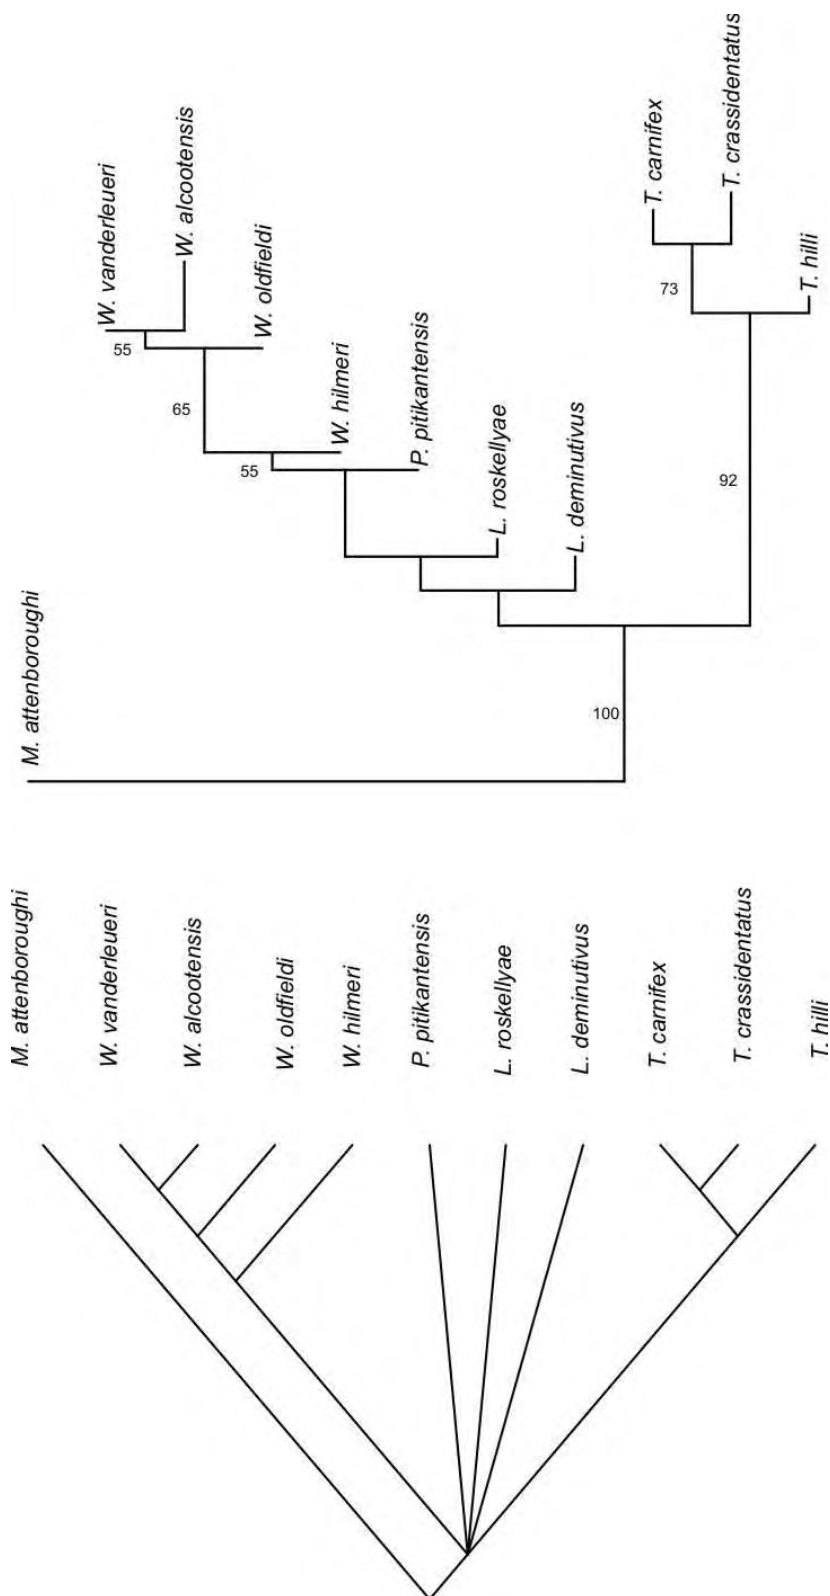 M. attenboroughi
W. vanderleueri
W. alcootensis
W. oldfieldi
W. hilmeri
P. pitikantensis
L. roskellyae
L. deminutivus
T. carnifex
T. crassidentatus
T. hilli
55
65
55
73
92
100
M. attenboroughi
W. vanderleueri
W. alcootensis
W. oldfieldi
W. hilmeri
P. pitikantensis
L. roskellyae
L. deminutivus
T. carnifex
T. crassidentatus
T. hilli